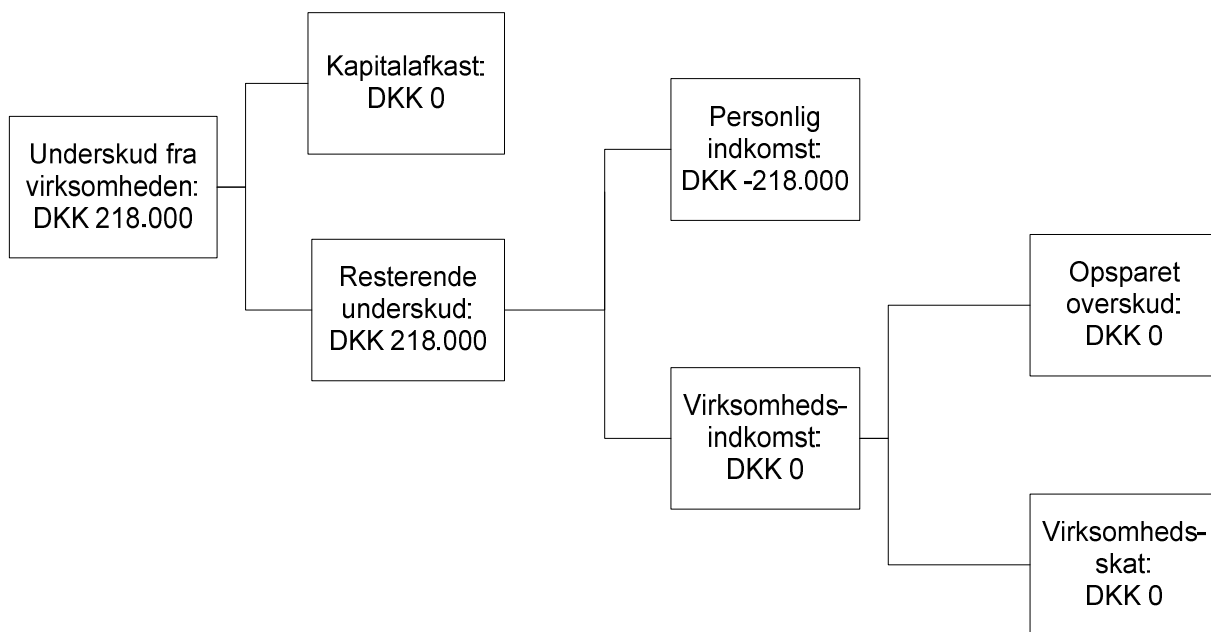 Underskud fra
virksomheden:
DKK 218.000
Kapitalafkast:
DKK 0
Resterende
underskud:
DKK 218.000
Personlig
indkomst:
DKK -218.000
Virksomheds-
indkomst:
DKK 0
Opsparet
overskud:
DKK 0
Virksomheds-
skat:
DKK 0